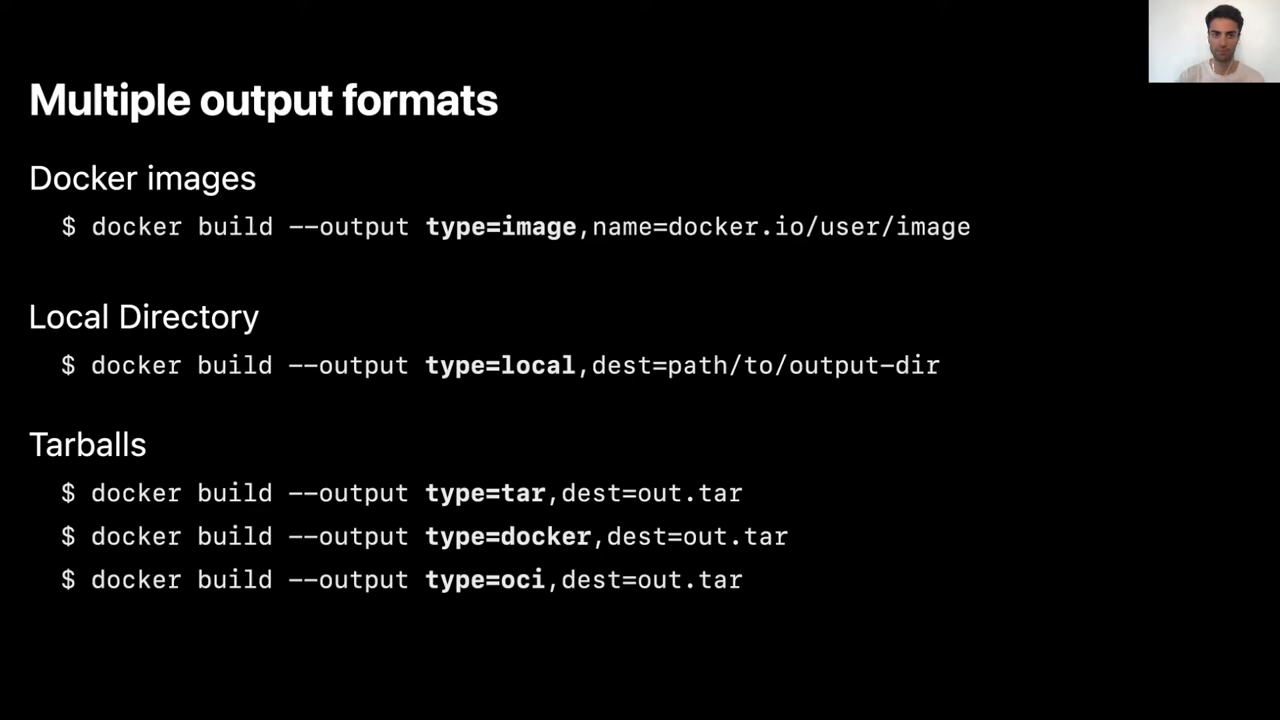 Multiple output formats
Docker images
$ docker build --output type=image,name=docker.io/user/image
Local Directory
$ docker build --output type=local,dest=path/to/output-dir
Tarballs
$ docker build --output type=tar,dest=out.tar
$ docker build --output type=docker,dest=out.tar
$ docker build --output type=oci,dest=out.tar